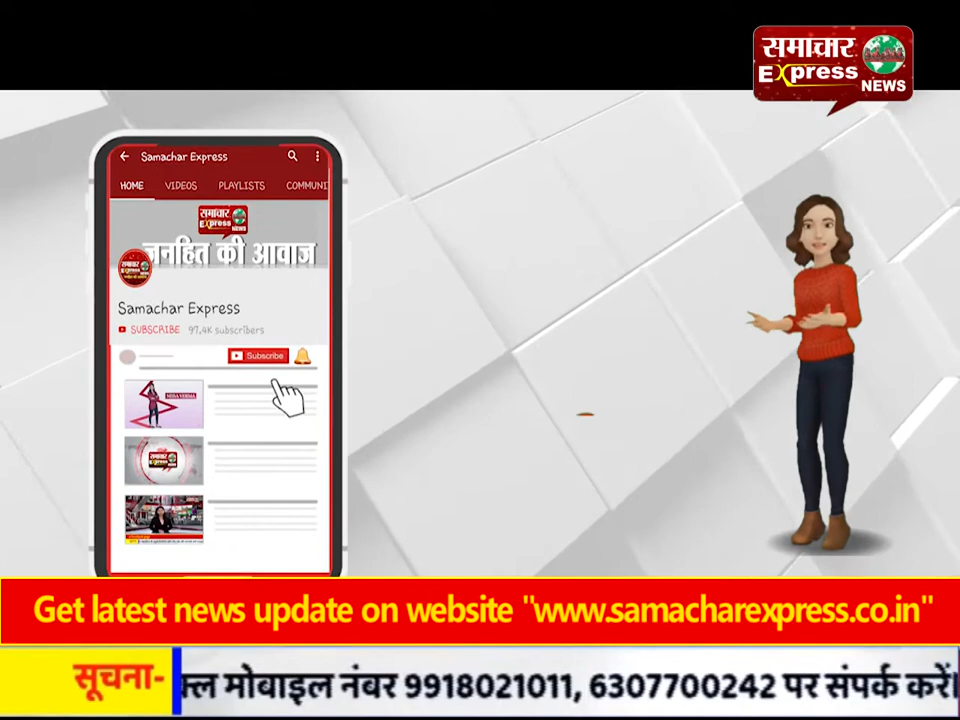 समाचार
Express
NEWS
Samachar Express
HOME VIDEOS PLAYLISTS COMMUNI
समाचार
Express
NEWS
जनहित की आवाज
Samachar Express
SUBSCRIBE 97.4K subscribers
Subscribe
Get latest news update on website "www.samacharexpress.co.in"
सूचना- क्ल मोबाइल नंबर 9918021011, 6307700242 पर संपर्क करें।